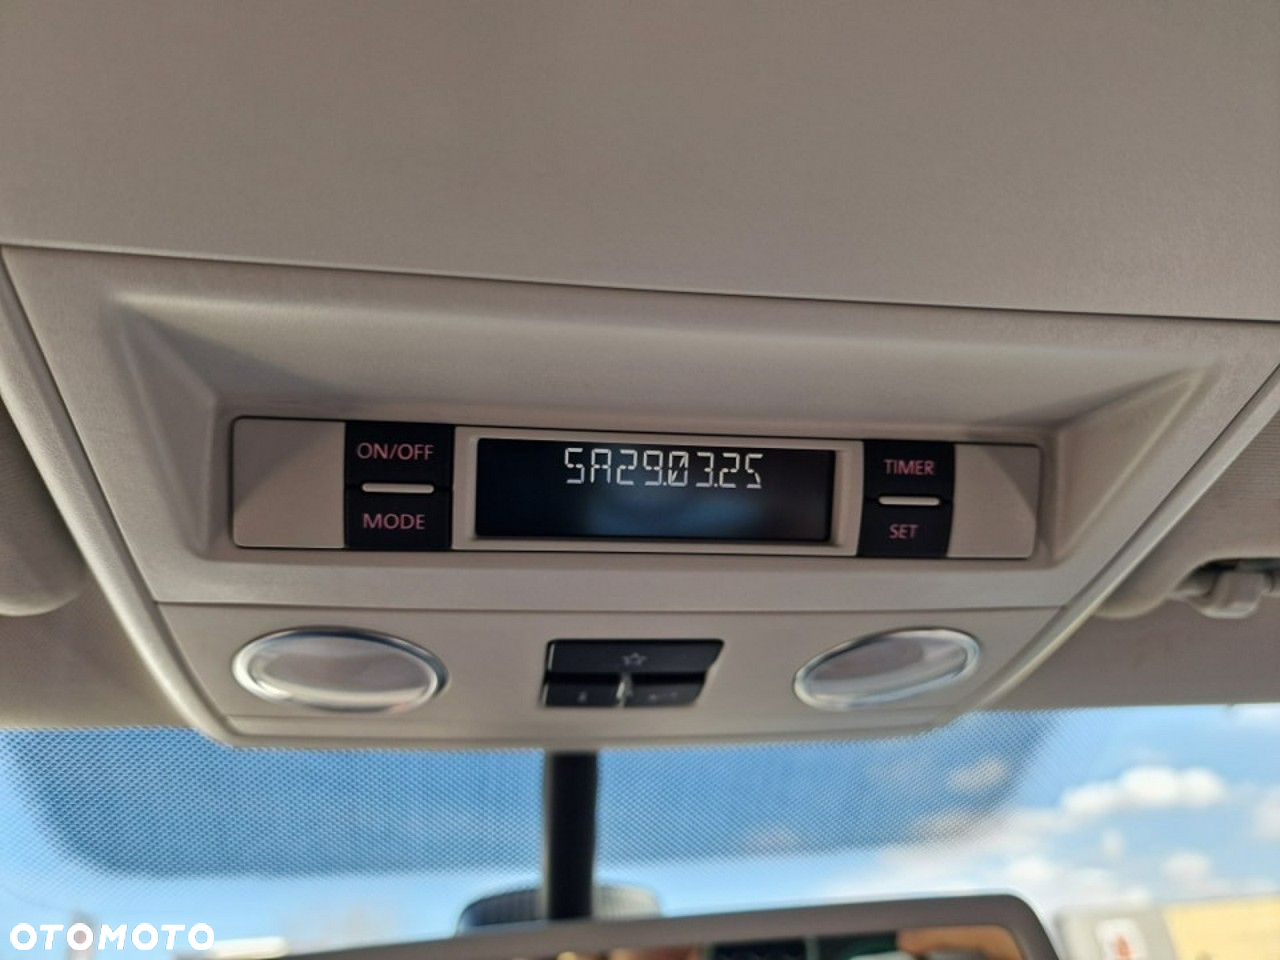 ON/OFF
MODE
SA29.03.25
TIMER
SET
OTOMOTO